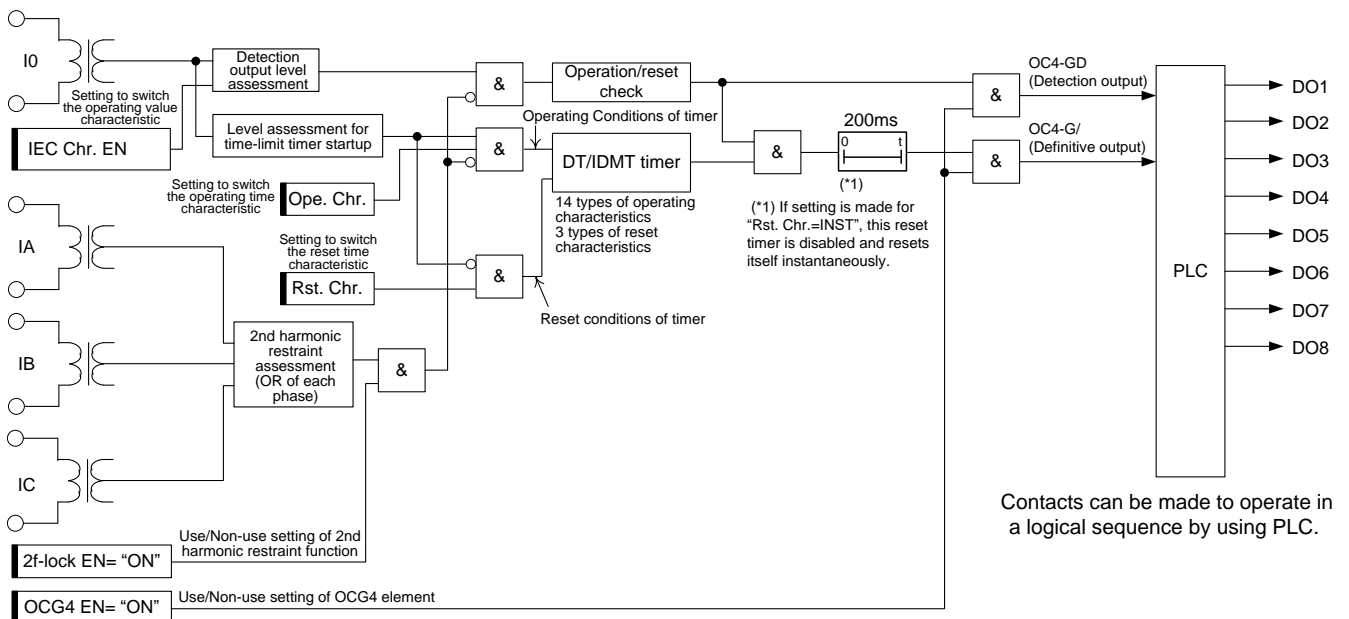 I0
Detection
output level
assessment
Setting to switch
the operating value
characteristic
IEC Chr. EN
Level assessment for
time-limit timer startup
Setting to switch
the operating time
characteristic
Ope. Chr.
Setting to switch
the reset time
characteristic
Rst. Chr.
&
Operation/reset
check
Operating Conditions of timer
&
DT/IDMT timer
14 types of operating
characteristics
3 types of reset
characteristics
&
Reset conditions of timer
&
200ms
0 t
(*1)
(*1) If setting is made for
“Rst. Chr.=INST”, this reset
timer is disabled and resets
itself instantaneously.
&
OC4-GD
(Detection output)
&
OC4-G/
(Definitive output)
PLC
DO1
DO2
DO3
DO4
DO5
DO6
DO7
DO8
IA
IB
IC
2nd harmonic
restraint
assessment
(OR of each
phase)
&
Use/Non-use setting of 2nd
harmonic restraint function
2f-lock EN= “ON”
Use/Non-use setting of OCG4 element
OCG4 EN= “ON”
Contacts can be made to operate in
a logical sequence by using PLC.